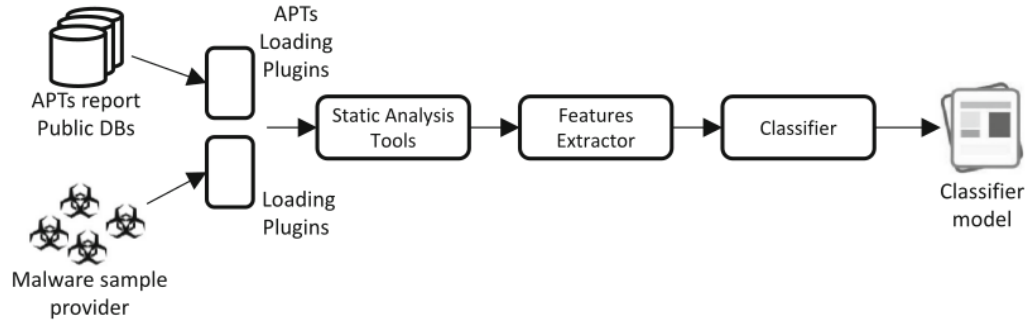 APTs report
Public DBs
APTs
Loading
Plugins
Loading
Plugins
Malware sample
provider
Static Analysis
Tools
Features
Extractor
Classifier
Classifier
model